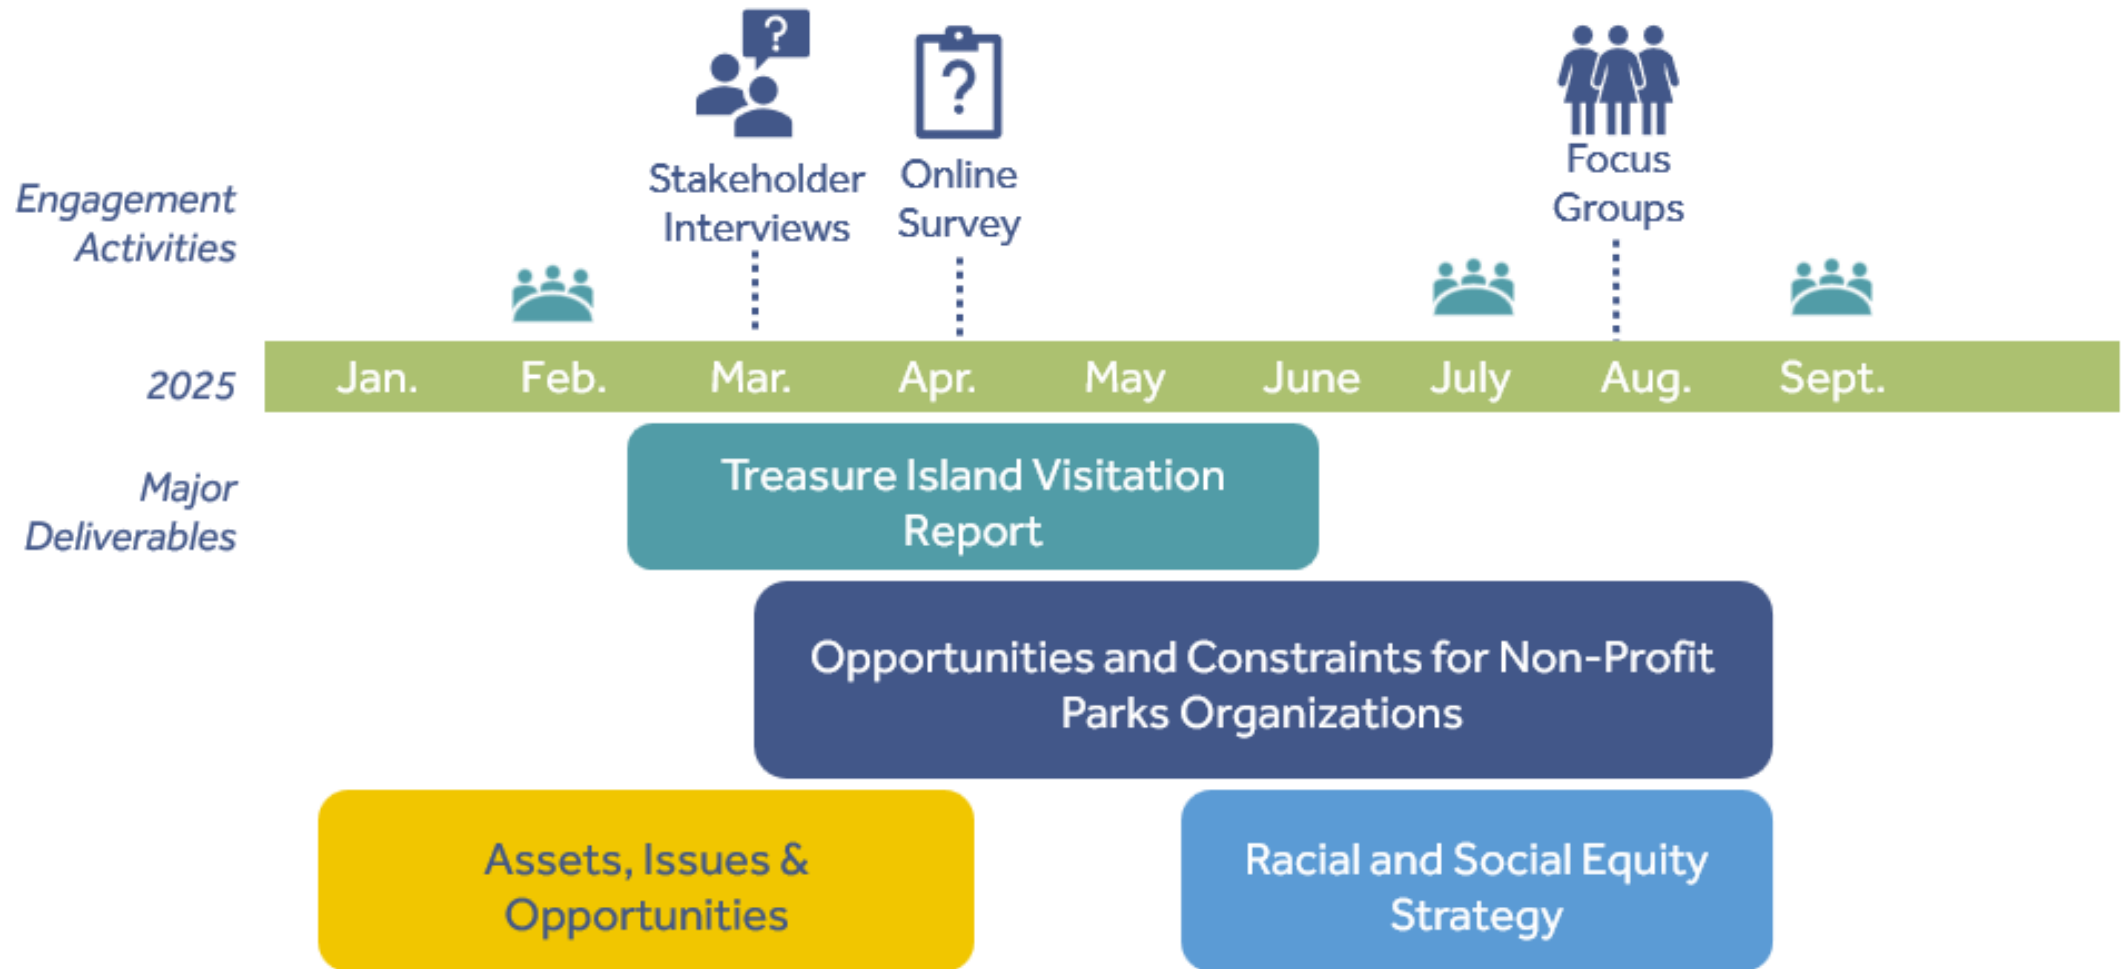 ?
?
Stakeholder
Interviews
Online
Survey
Focus
Groups
Engagement
Activities
2025
Jan. Feb. Mar. Apr. May June July Aug. Sept.
Major
Deliverables
Treasure Island Visitation
Report
Opportunities and Constraints for Non-Profit
Parks Organizations
Assets, Issues &
Opportunities
Racial and Social Equity
Strategy